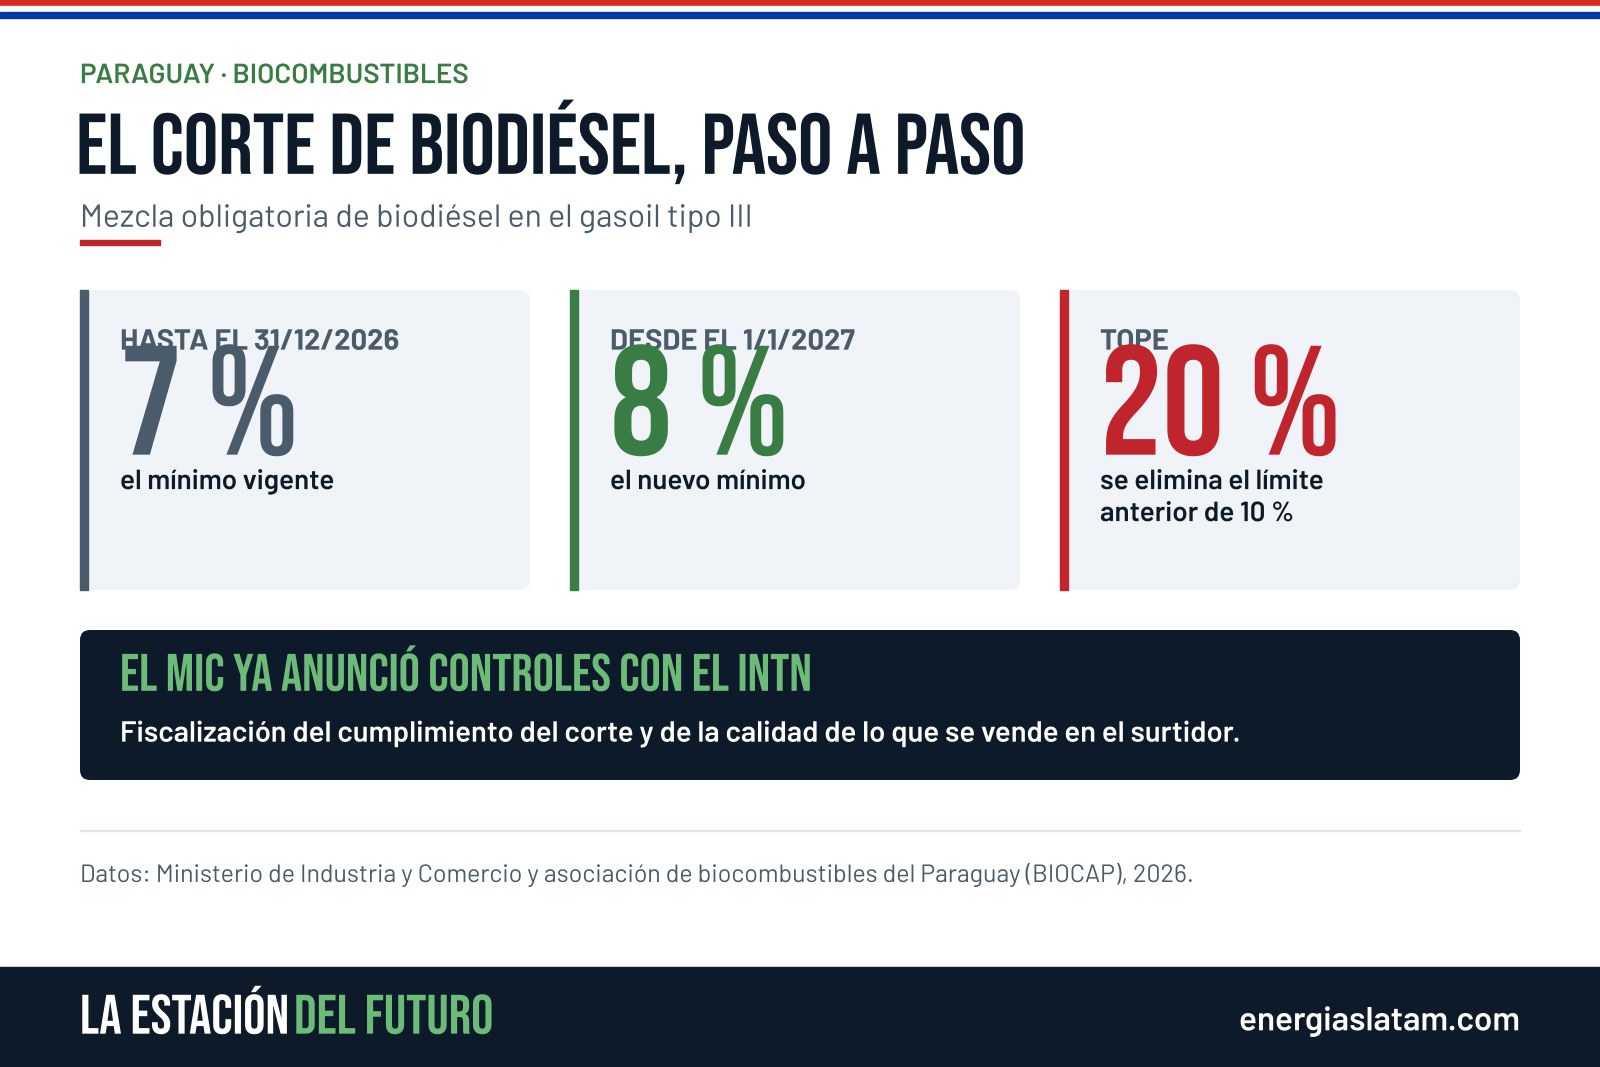 PARAGUAY · BIOCOMBUSTIBLES
EL CORTE DE BIODIÉSEL, PASO A PASO
Mezcla obligatoria de biodiésel en el gasoil tipo III
HASTA EL 31/12/2026
7 %
el mínimo vigente
DESDE EL 1/1/2027
8 %
el nuevo mínimo
TOPE
20 %
se elimina el límite
anterior de 10 %
EL MIC YA ANUNCIÓ CONTROLES CON EL INTN
Fiscalización del cumplimiento del corte y de la calidad de lo que se vende en el surtidor.
Datos: Ministerio de Industria y Comercio y asociación de biocombustibles del Paraguay (BIOCAP), 2026.
LA ESTACIÓN DEL FUTURO
energiaslatam.com